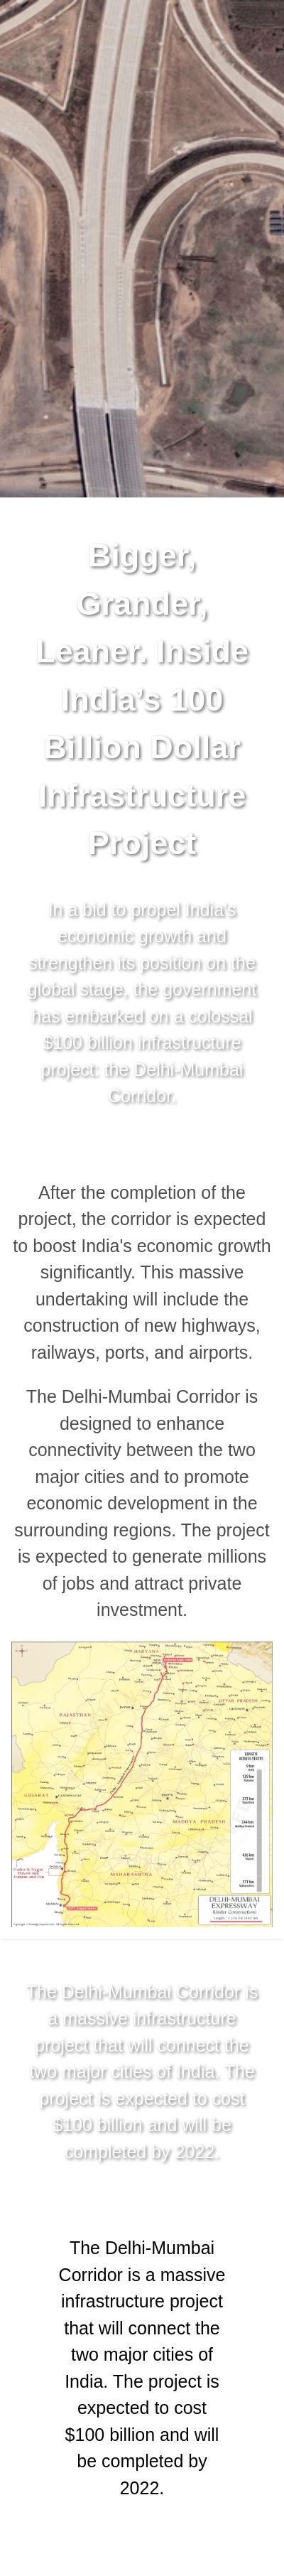 Bigger,
Grander,
Leaner. Inside
India's 100
Billion Dollar
Infrastructure
Project
In a bid to propel India's
economic growth and
strengthen its position on the
global stage, the government
has embarked on a colossal
$100 billion infrastructure
project: the Delhi-Mumbai
Corridor.
After the completion of the
project, the corridor is expected
to boost India's economic growth
significantly. This massive
undertaking will include the
construction of new highways,
railways, ports, and airports.
The Delhi-Mumbai Corridor is
designed to enhance
connectivity between the two
major cities and to promote
economic development in the
surrounding regions. The project
is expected to generate millions
of jobs and attract private
investment.
HARYANA
UTTAR PRADESH
RAJASTHAN
GUJARAT
MADHYA PRADESH
MAHARASHTRA
DELHI-MUMBAI
EXPRESSWAY
(Under Construction)
The Delhi-Mumbai Corridor is
a massive infrastructure
project that will connect the
two major cities of India. The
project is expected to cost
$100 billion and will be
completed by 2022.
The Delhi-Mumbai
Corridor is a massive
infrastructure project
that will connect the
two major cities of
India. The project is
expected to cost
$100 billion and will
be completed by
2022.